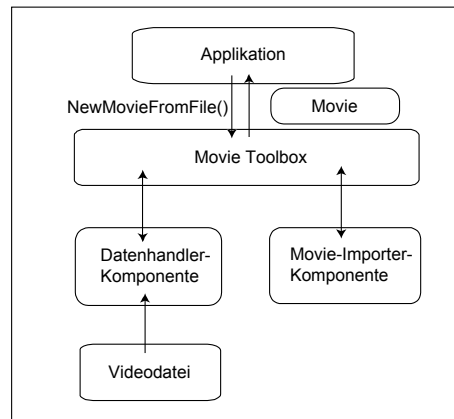 Applikation
NewMovieFromFile()
Movie
Movie Toolbox
Datenhandler-
Komponente
Movie-Importer-
Komponente
Videodatei